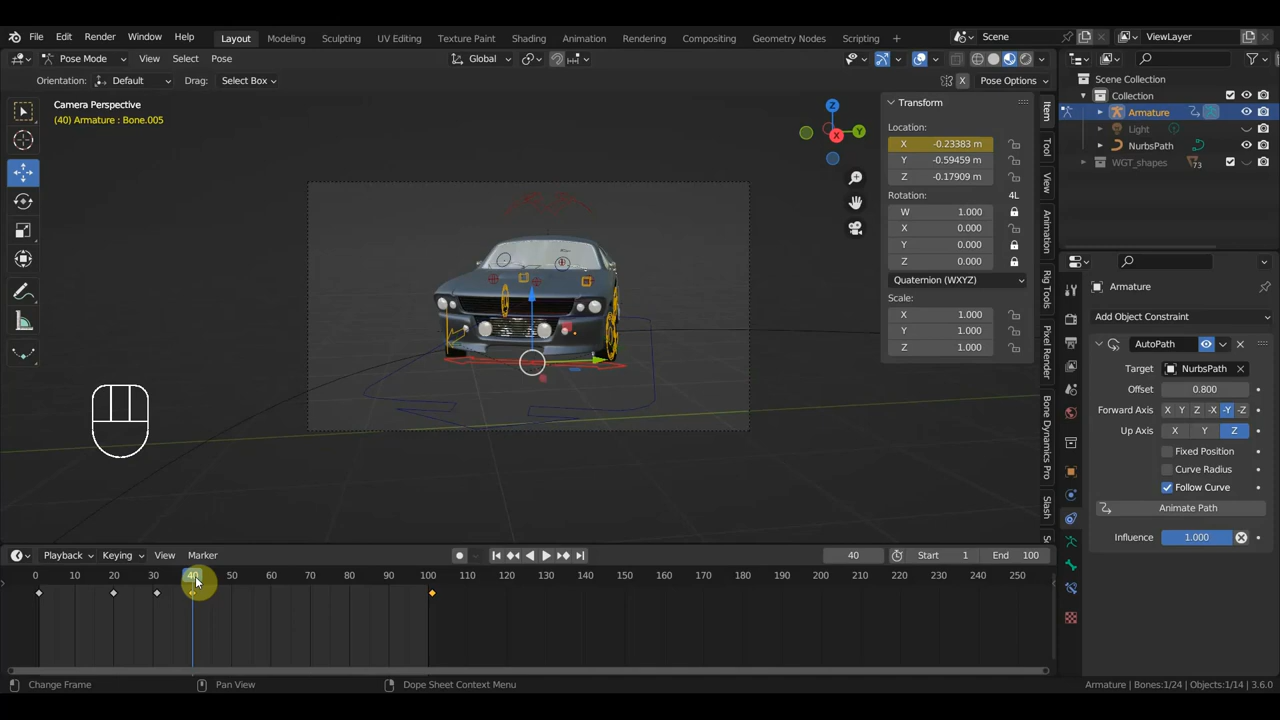 File Edit Render Window Help Layout Modeling Sculpting UV Editing Texture Paint Shading Animation Rendering Compositing Geometry Nodes Scripting + Scene ViewLayer
Pose Mode View Select Pose Global
Orientation: Default Drag: Select Box X Pose Options
Camera Perspective
(40) Armature : Bone.005
Z
Y
X
Transform
Location:
X -0.23383 m
Y -0.59459 m
Z -0.17909 m
Rotation: 4L
W 1.000
X 0.000
Y 0.000
Z 0.000
Quaternion (WXYZ)
Scale:
X 1.000
Y 1.000
Z 1.000
Item
Tool
View
Animation
Rig Tools
Pixel Render
Bone Dynamics Pro
Slash
Scene Collection
Collection
Armature
Light
NurbsPath
WGT_shapes 73
Armature
Add Object Constraint
AutoPath
Target NurbsPath
Offset 0.800
Forward Axis X Y Z -X -Y -Z
Up Axis X Y Z
Fixed Position
Curve Radius
Follow Curve
Animate Path
Influence 1.000
Playback Keying View Marker 40 Start 1 End 100
0 10 20 30 40 50 60 70 80 90 100 110 120 130 140 150 160 170 180 190 200 210 220 230 240 250
Change Frame Pan View Dope Sheet Context Menu Armature | Bones:1/24 | Objects:1/14 | 3.6.0